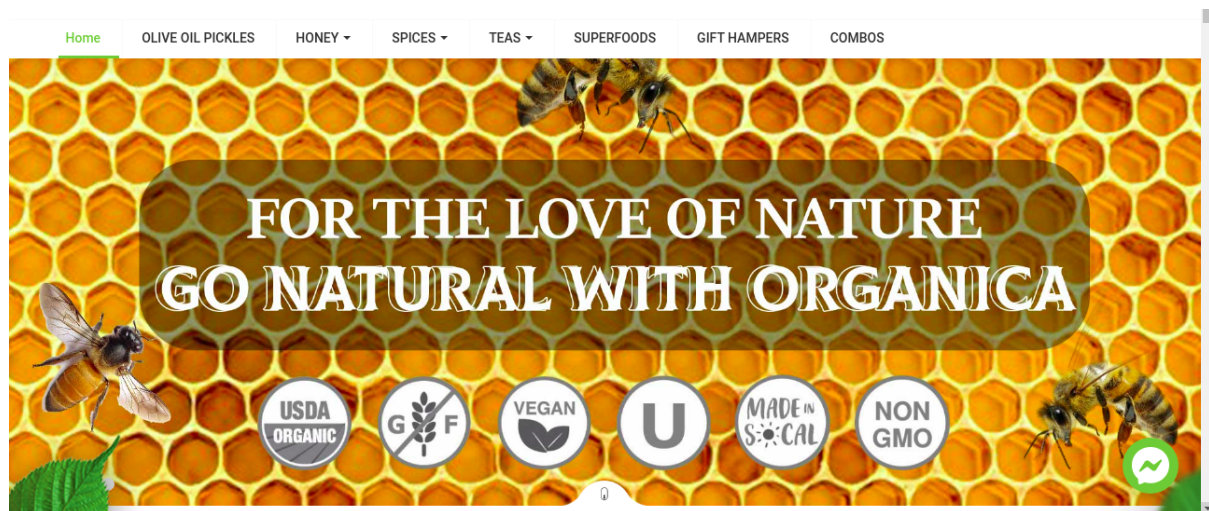 Home OLIVE OIL PICKLES HONEY SPICES TEAS SUPERFOODS GIFT HAMPERS COMBOS
FOR THE LOVE OF NATURE
GO NATURAL WITH ORGANICA
USDA
ORGANIC
G F
VEGAN
U
MADE IN
SOCAL
NON
GMO